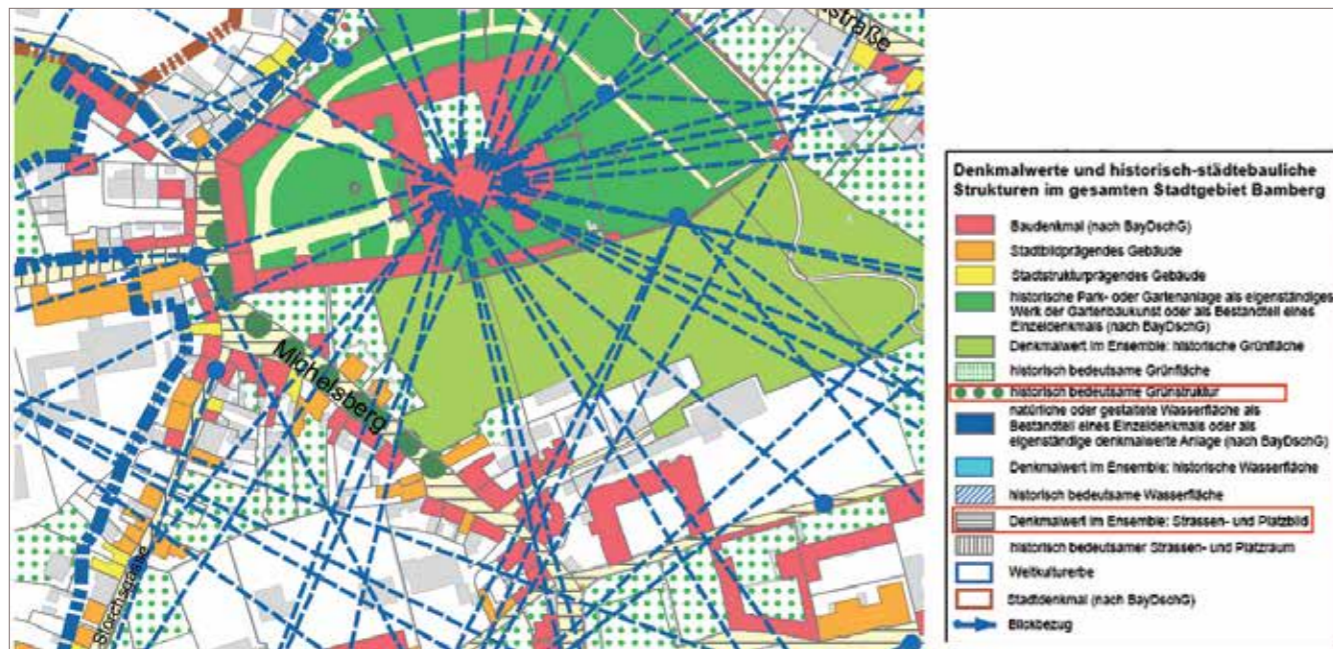 straße
Michelsberg
Storchsgasse
Denkmalwerte und historisch-städtebauliche
Strukturen im gesamten Stadtgebiet Bamberg
Baudenkmal (nach BayDschG)
Stadtbildprägendes Gebäude
Stadtstrukturprägendes Gebäude
historische Park- oder Gartenanlage als eigenständiges
Werk der Gartenbaukunst oder als Bestandteil eines
Einzeldenkmals (nach BayDschG)
Denkmalwert im Ensemble: historische Grünfläche
historisch bedeutsame Grünfläche
historisch bedeutsame Grünstruktur
natürliche oder gestaltete Wasserfläche als
Bestandteil eines Einzeldenkmals oder als
eigenständige denkmalwerte Anlage (nach BayDschG)
Denkmalwert im Ensemble: historische Wasserfläche
historisch bedeutsame Wasserfläche
Denkmalwert im Ensemble: Strassen- und Platzbild
historisch bedeutsamer Strassen- und Platzraum
Weltkulturerbe
Stadtdenkmal (nach BayDschG)
Blickbezug